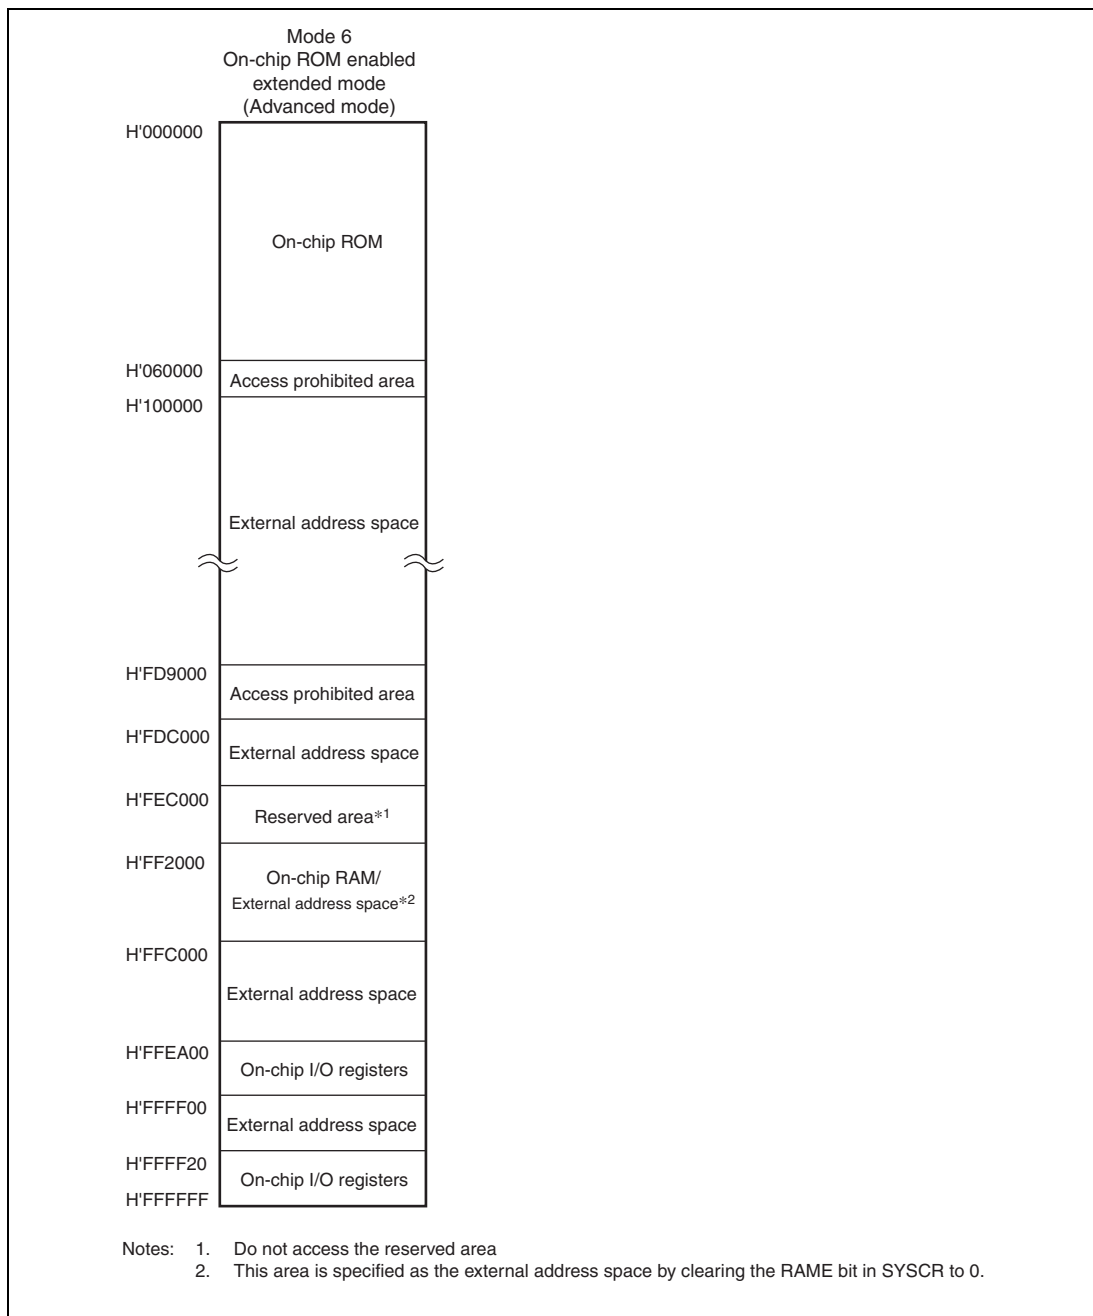 Mode 6
On-chip ROM enabled
extended mode
(Advanced mode)
H'000000
On-chip ROM
H'060000
Access prohibited area
H'100000
External address space
H'FD9000
Access prohibited area
H'FDC000
External address space
H'FEC000
Reserved area*1
H'FF2000
On-chip RAM/
External address space*2
H'FFC000
External address space
H'FFEA00
On-chip I/O registers
H'FFFF00
External address space
H'FFFF20
On-chip I/O registers
H'FFFFFF
Notes: 1. Do not access the reserved area
2. This area is specified as the external address space by clearing the RAME bit in SYSCR to 0.